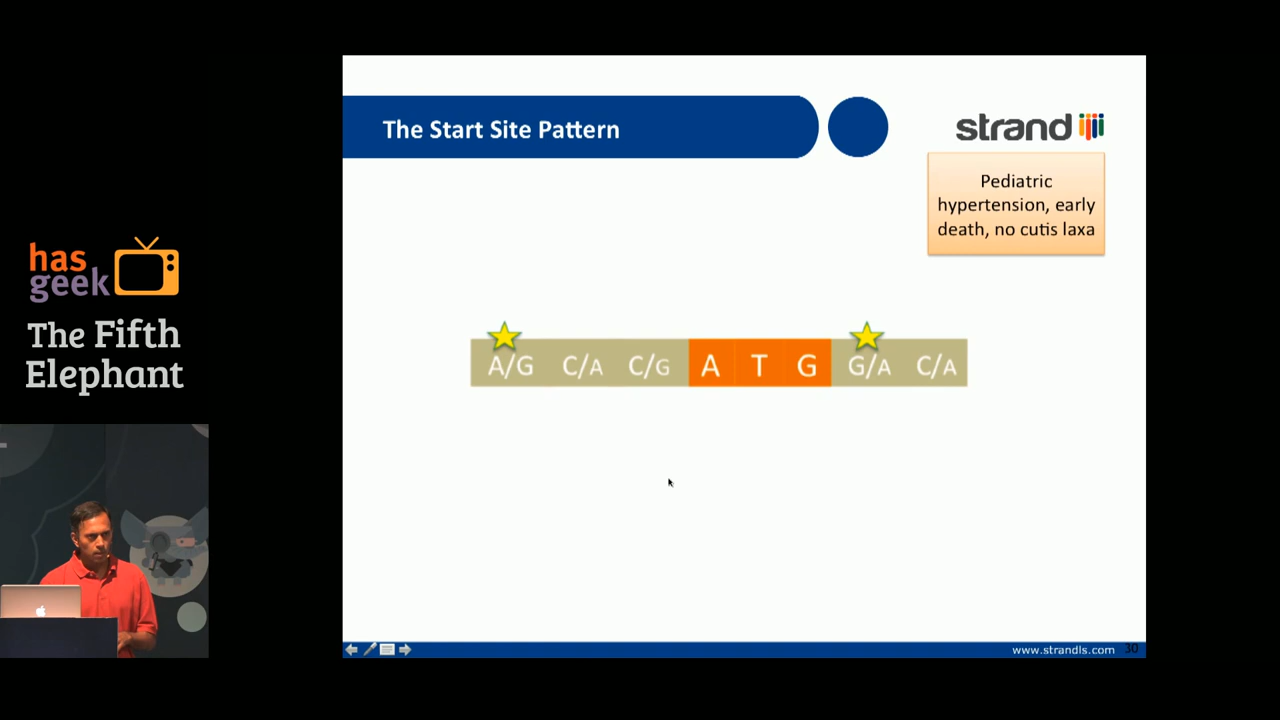 The Start Site Pattern
strand
Pediatric
hypertension, early
death, no cutis laxa
has
geek
The Fifth
Elephant
A/G C/A C/G A T G G/A C/A
www.strandls.com 30